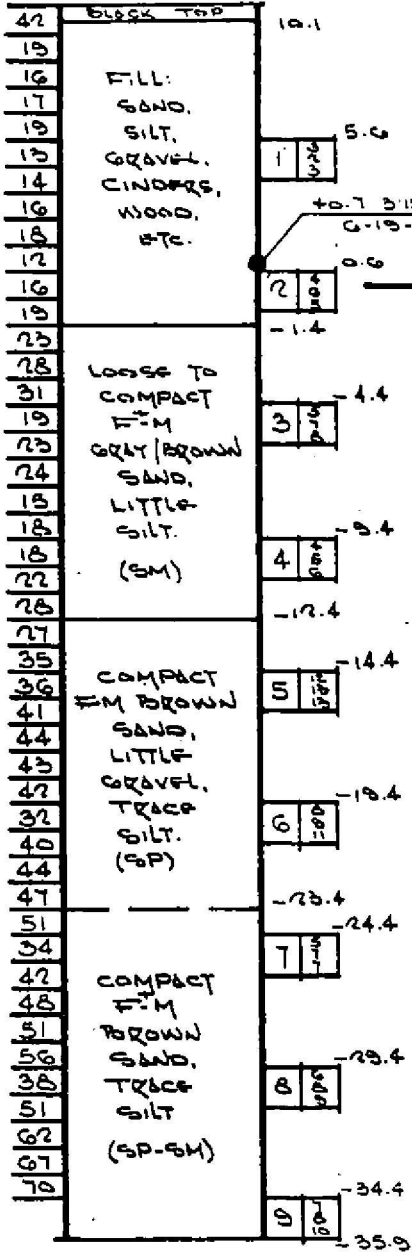 42
BLACK TOP
10.1
19
16
17
19
13
14
16
18
12
16
19
FILL:
SAND,
SILT,
GRAVEL,
CINDERS,
WOOD,
ETC.
1
5.6
+0.7
2
0.6
-1.4
23
28
31
19
23
24
15
18
18
22
28
LOOSE TO
COMPACT
F-M
GRAY/BROWN
SAND,
LITTLE
SILT.
(SM)
3
-4.4
4
-9.4
-12.4
27
35
36
41
44
43
42
32
40
44
47
COMPACT
F-M BROWN
SAND,
LITTLE
GRAVEL,
TRACE
SILT.
(SP)
5
-14.4
6
-19.4
-23.4
51
34
42
48
51
56
38
51
62
67
70
COMPACT
F-M
BROWN
SAND,
TRACE
SILT
(SP-SM)
7
-24.4
8
-29.4
9
-34.4
-35.9